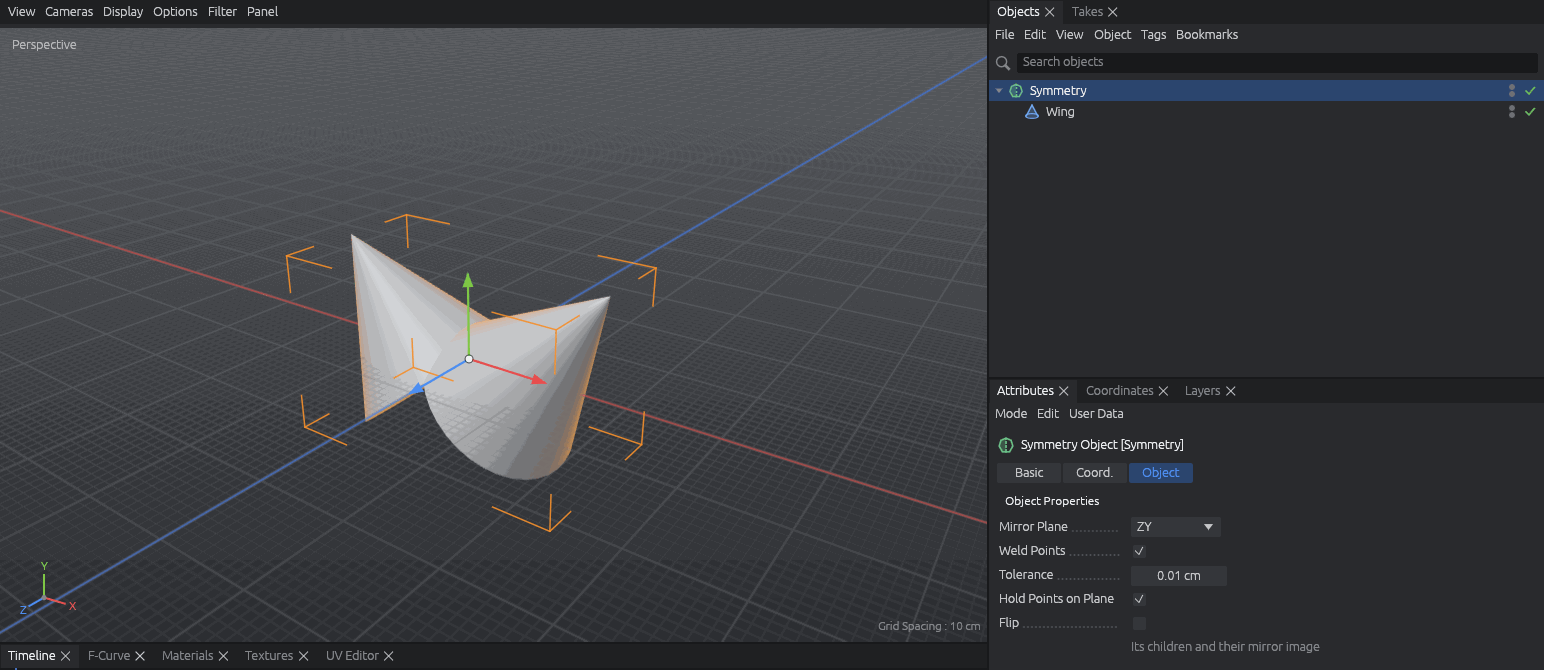 View Cameras Display Options Filter Panel
Perspective
Y
Z
X
Grid Spacing : 10 cm
Timeline F-Curve Materials Textures UV Editor
Objects Takes
File Edit View Object Tags Bookmarks
Search objects
Symmetry
Wing
Attributes Coordinates Layers
Mode Edit User Data
Symmetry Object [Symmetry]
Basic Coord. Object
Object Properties
Mirror Plane ZY
Weld Points
Tolerance 0.01 cm
Hold Points on Plane
Flip
Its children and their mirror image